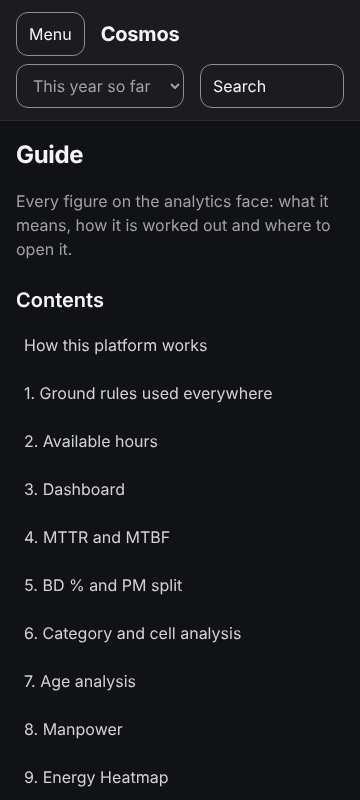 Menu
Cosmos
This year so far
Search
Guide
Every figure on the analytics face: what it
means, how it is worked out and where to
open it.
Contents
How this platform works
1. Ground rules used everywhere
2. Available hours
3. Dashboard
4. MTTR and MTBF
5. BD % and PM split
6. Category and cell analysis
7. Age analysis
8. Manpower
9. Energy Heatmap